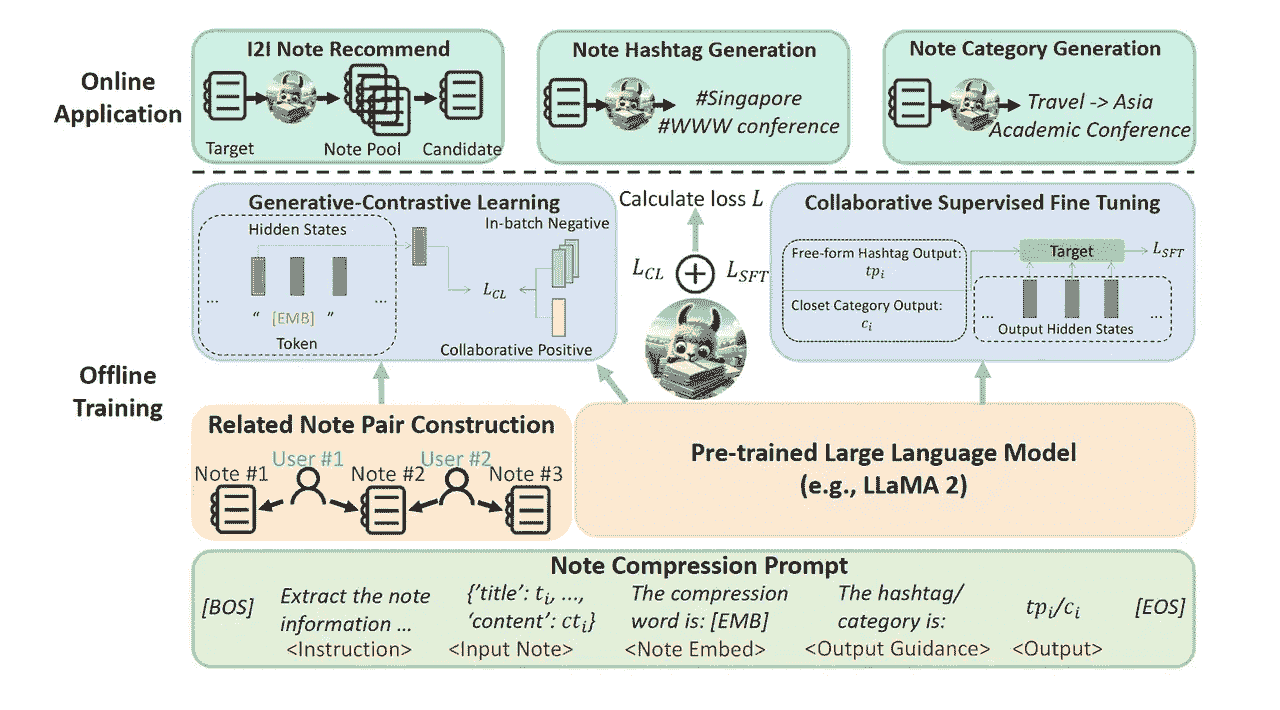 Online
Application
I2I Note Recommend
Target
Note Pool
Candidate
Note Hashtag Generation
#Singapore
#WWW conference
Note Category Generation
Travel -> Asia
Academic Conference
Offline
Training
Generative-Contrastive Learning
Hidden States
In-batch Negative
... ...
L_CL
“ [EMB] ”
Token
Collaborative Positive
Calculate loss L
L_CL + L_SFT
Collaborative Supervised Fine Tuning
Free-form Hashtag Output:
tp_i
Closet Category Output:
c_i
Target
L_SFT
... ...
Output Hidden States
Related Note Pair Construction
User #1 User #2
Note #1 Note #2 Note #3
Pre-trained Large Language Model
(e.g., LLaMA 2)
Note Compression Prompt
[BOS]
Extract the note
information ...
<Instruction>
{'title': t_i, ...,
‘content’: ct_i}
<Input Note>
The compression
word is: [EMB]
<Note Embed>
The hashtag/
category is:
<Output Guidance>
tp_i/c_i
<Output>
[EOS]